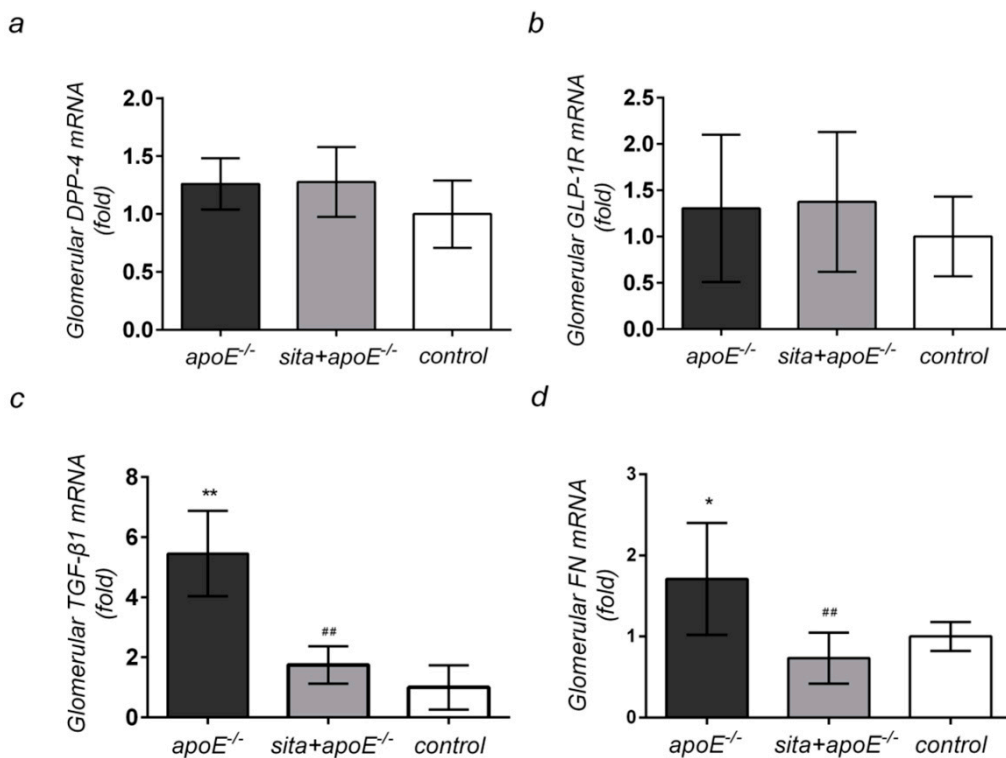 a
Glomerular DPP-4 mRNA
(fold)
2.0
1.5
1.0
0.5
0.0
apoE-/-
sita+apoE-/-
control
b
Glomerular GLP-1R mRNA
(fold)
2.5
2.0
1.5
1.0
0.5
0.0
apoE-/-
sita+apoE-/-
control
c
Glomerular TGF-β1 mRNA
(fold)
8
6
4
2
0
**
##
apoE-/-
sita+apoE-/-
control
d
Glomerular FN mRNA
(fold)
3
2
1
0
*
##
apoE-/-
sita+apoE-/-
control